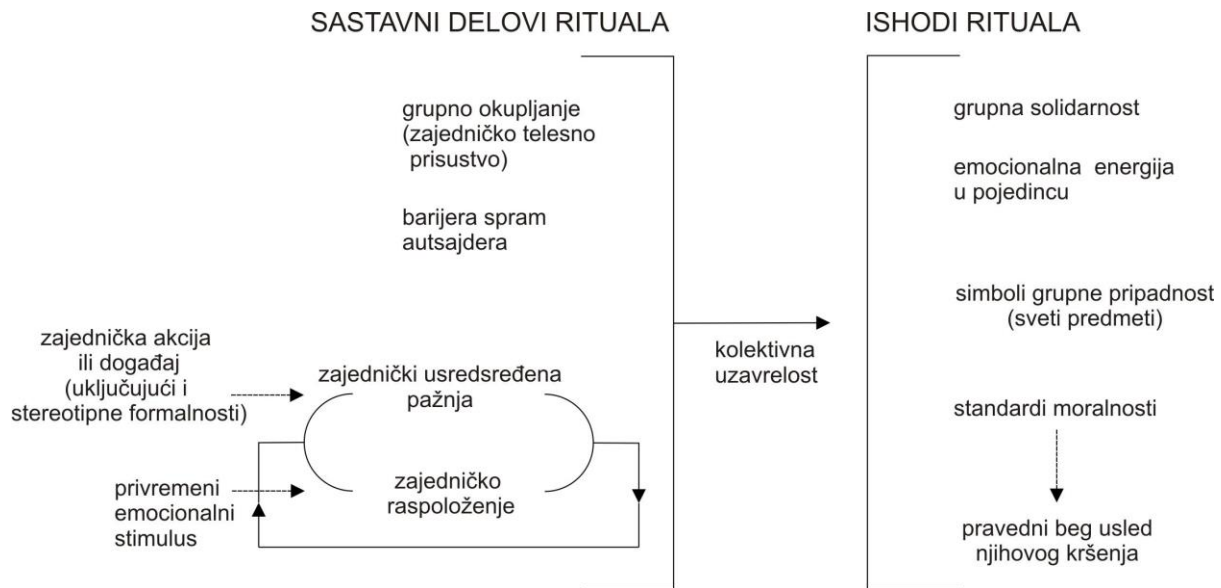 SASTAVNI DELOVI RITUALA
grupno okupljanje
(zajedničko telesno
prisustvo)
barijera spram
autsajdera
zajednička akcija
ili događaj
(uključujući i
stereotipne formalnosti)
zajednički usredsređena
pažnja
privremeni
emocionalni
stimulus
zajedničko
raspoloženje
kolektivna
uzavrelost
ISHODI RITUALA
grupna solidarnost
emocionalna energija
u pojedincu
simboli grupne pripadnost
(sveti predmeti)
standardi moralnosti
pravedni beg usled
njihovog kršenja